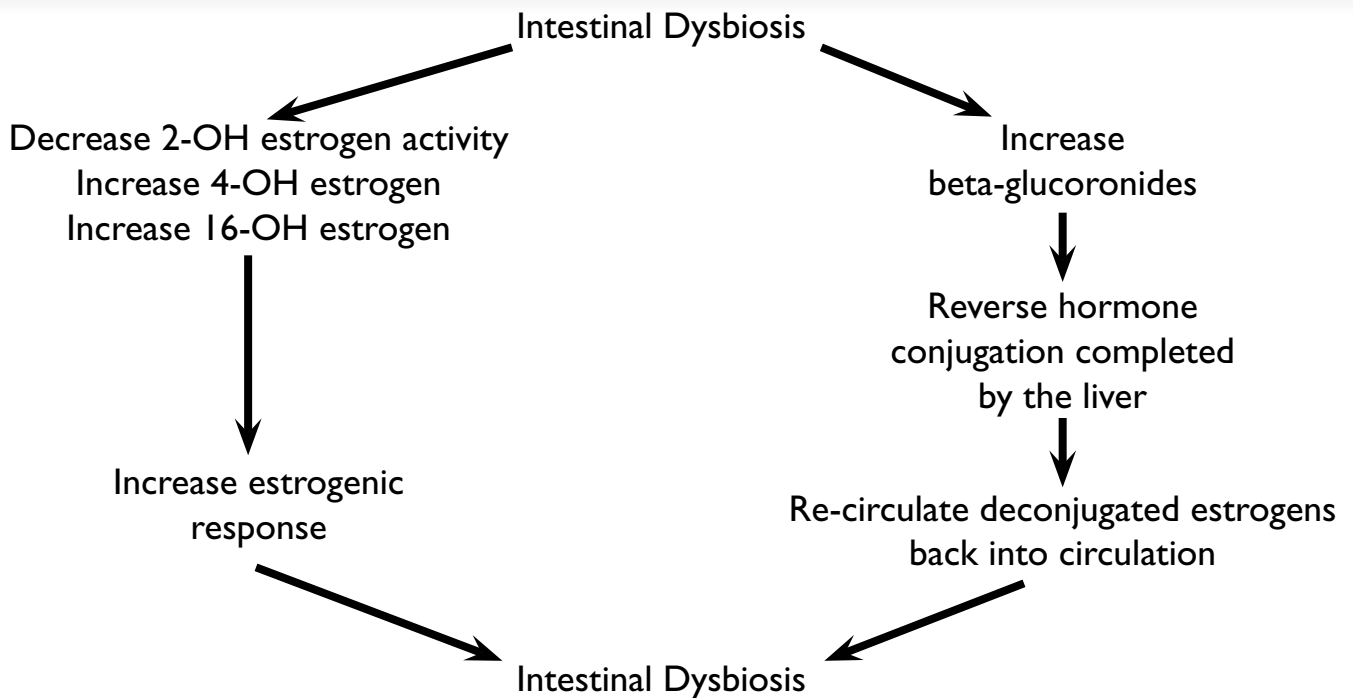 Intestinal Dysbiosis
Decrease 2-OH estrogen activity
Increase 4-OH estrogen
Increase 16-OH estrogen
Increase estrogenic
response
Increase
beta-glucoronides
Reverse hormone
conjugation completed
by the liver
Re-circulate deconjugated estrogens
back into circulation
Intestinal Dysbiosis